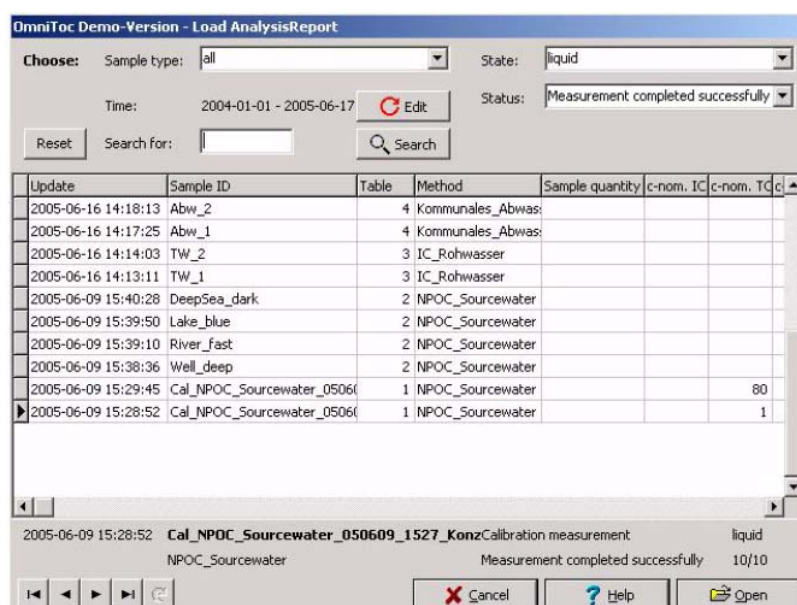 OmniToc Demo-Version - Load AnalysisReport
Choose: Sample type: all State: liquid
Time: 2004-01-01 - 2005-06-17 Edit Status: Measurement completed successfully
Reset Search for: Search
Update Sample ID Table Method Sample quantity c-nom. IC c-nom. TC c-
2005-06-16 14:18:13 Abw_2 4 Kommunales_Abwas
2005-06-16 14:17:25 Abw_1 4 Kommunales_Abwas
2005-06-16 14:14:03 TW_2 3 IC_Rohwasser
2005-06-16 14:13:11 TW_1 3 IC_Rohwasser
2005-06-09 15:40:28 DeepSea_dark 2 NPOC_Sourcewater
2005-06-09 15:39:50 Lake_blue 2 NPOC_Sourcewater
2005-06-09 15:39:10 River_fast 2 NPOC_Sourcewater
2005-06-09 15:38:36 Well_deep 2 NPOC_Sourcewater
2005-06-09 15:29:45 Cal_NPOC_Sourcewater_0506 1 NPOC_Sourcewater 80
2005-06-09 15:28:52 Cal_NPOC_Sourcewater_0506 1 NPOC_Sourcewater 1
2005-06-09 15:28:52 Cal_NPOC_Sourcewater_050609_1527_Konz Calibration measurement liquid
NPOC_Sourcewater Measurement completed successfully 10/10
Cancel Help Open